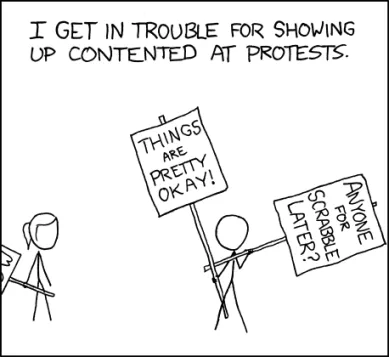 I GET IN TROUBLE FOR SHOWING
UP CONTENTED AT PROTESTS.
THINGS
ARE
PRETTY
OKAY!
ANYONE
FOR
SCRABBLE
LATER?